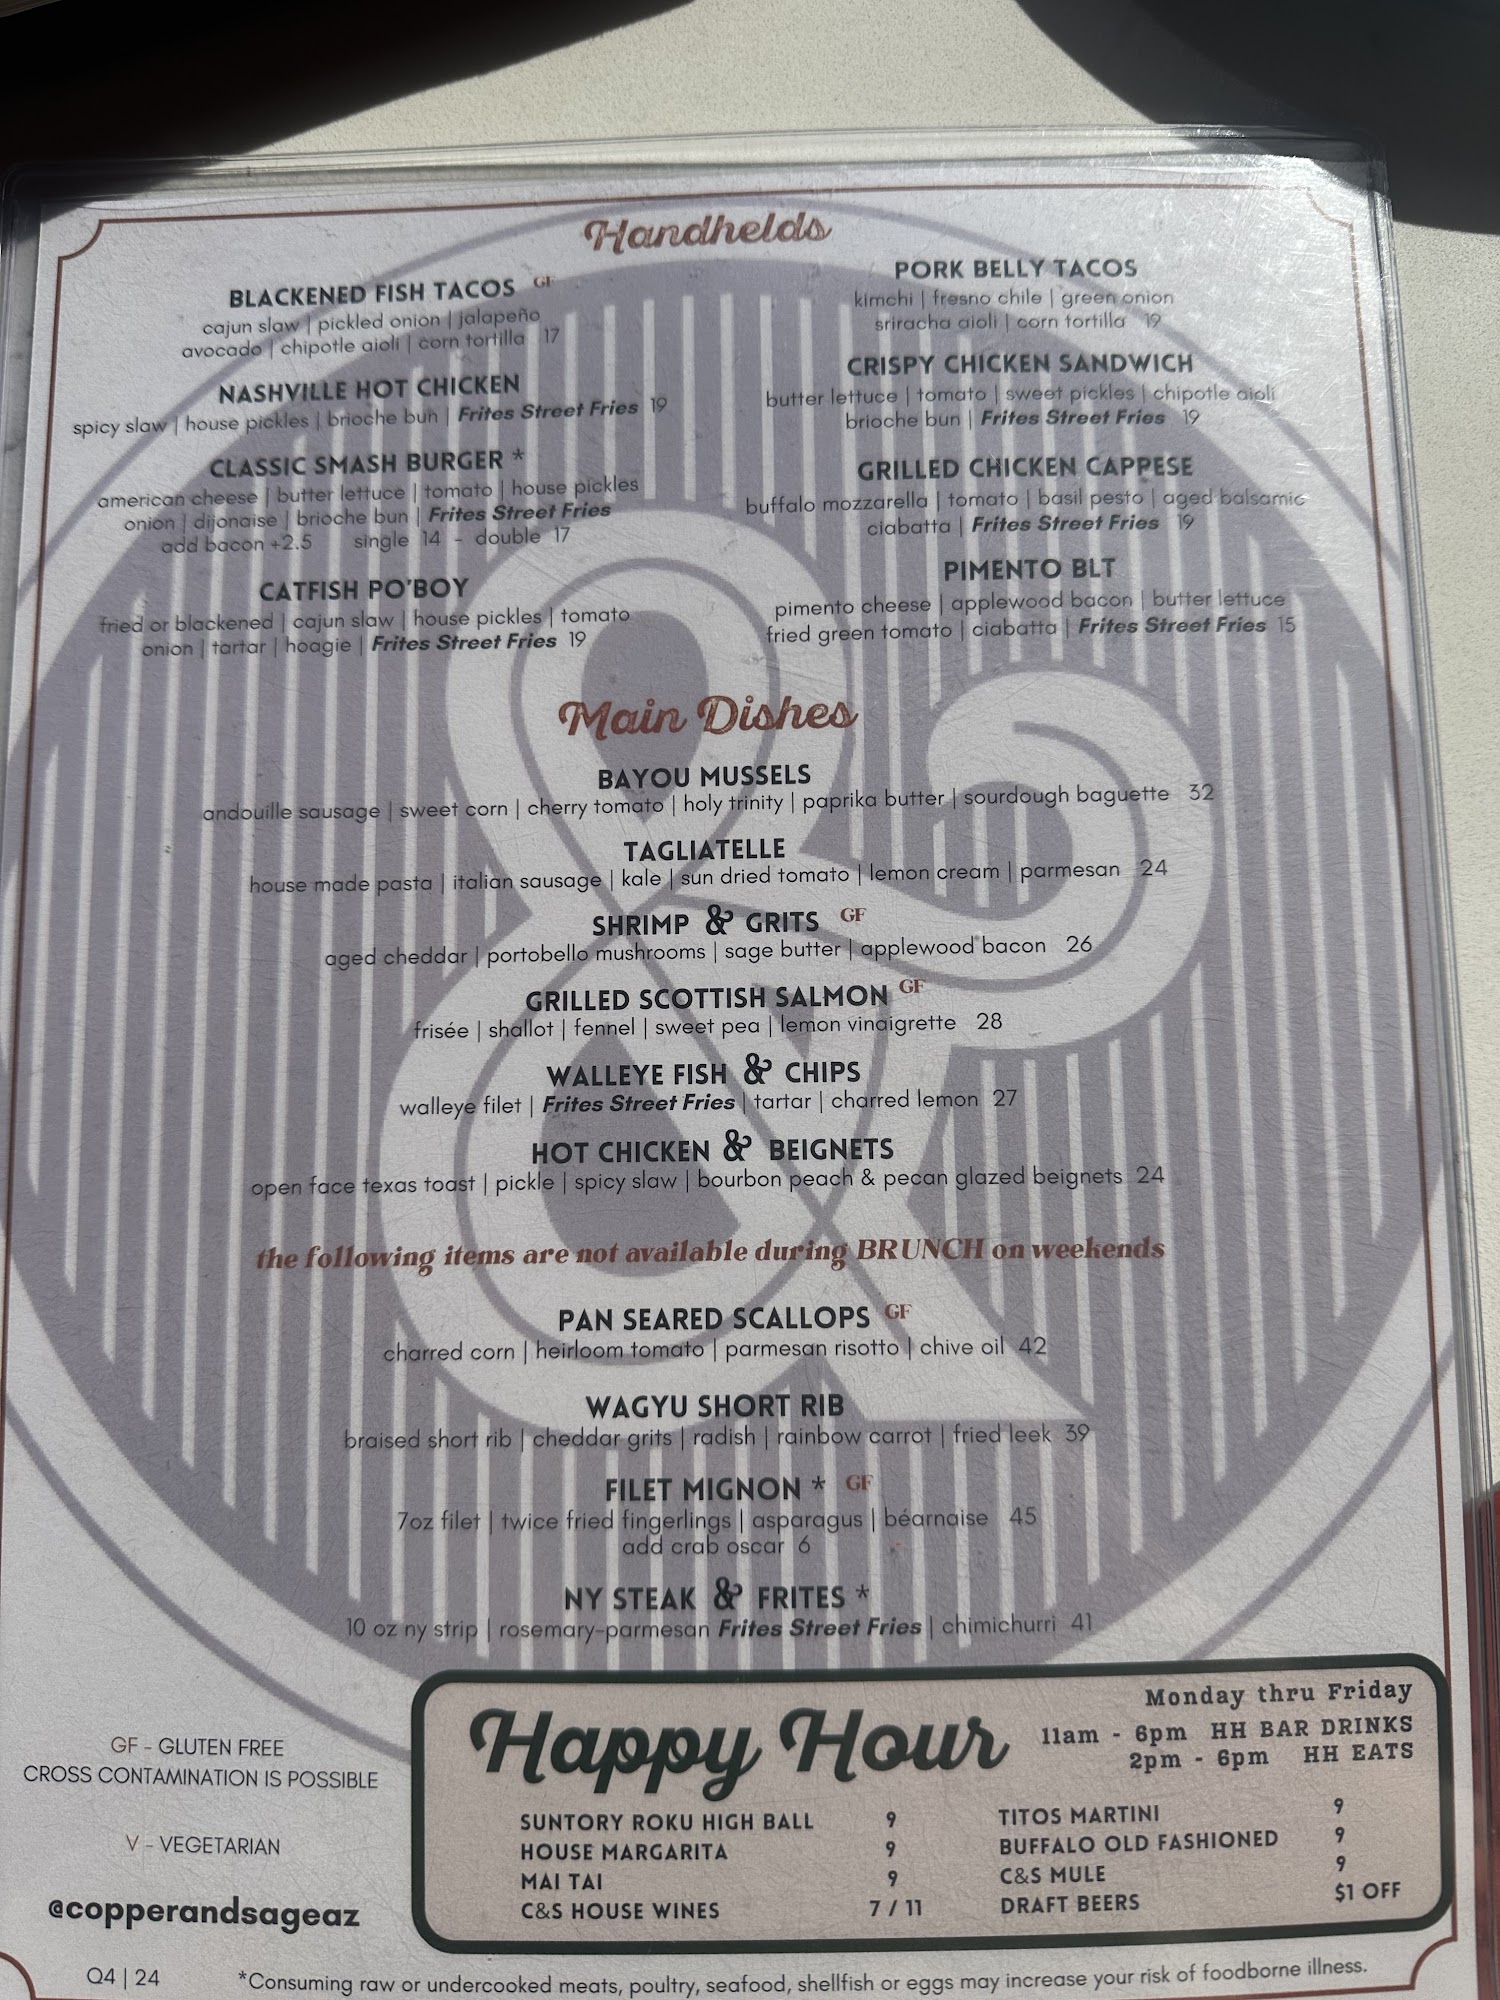 Handhelds
BLACKENED FISH TACOS GF
cajun slaw | pickled onion | jalapeño
avocado | chipotle aioli | corn tortilla 17
NASHVILLE HOT CHICKEN
spicy slaw | house pickles | brioche bun | Frites Street Fries 19
CLASSIC SMASH BURGER *
american cheese | butter lettuce | tomato | house pickles
onion | dijonaise | brioche bun | Frites Street Fries
add bacon +2.5 single 14 - double 17
CATFISH PO'BOY
fried or blackened | cajun slaw | house pickles | tomato
onion | tartar | hoagie | Frites Street Fries 19
PORK BELLY TACOS
kimchi | fresno chile | green onion
sriracha aioli | corn tortilla 19
CRISPY CHICKEN SANDWICH
butter lettuce | tomato | sweet pickles | chipotle aioli
brioche bun | Frites Street Fries 19
GRILLED CHICKEN CAPPESE
buffalo mozzarella | tomato | basil pesto | aged balsamic
ciabatta | Frites Street Fries 19
PIMENTO BLT
pimento cheese | applewood bacon | butter lettuce
fried green tomato | ciabatta | Frites Street Fries 15
Main Dishes
BAYOU MUSSELS
andouille sausage | sweet corn | cherry tomato | holy trinity | paprika butter | sourdough baguette 32
TAGLIATELLE
house made pasta | italian sausage | kale | sun dried tomato | lemon cream | parmesan 24
SHRIMP & GRITS GF
aged cheddar | portobello mushrooms | sage butter | applewood bacon 26
GRILLED SCOTTISH SALMON GF
frisée | shallot | fennel | sweet pea | lemon vinaigrette 28
WALLEYE FISH & CHIPS
walleye filet | Frites Street Fries | tartar | charred lemon 27
HOT CHICKEN & BEIGNETS
open face texas toast | pickle | spicy slaw | bourbon peach & pecan glazed beignets 24
the following items are not available during BRUNCH on weekends
PAN SEARED SCALLOPS GF
charred corn | heirloom tomato | parmesan risotto | chive oil 42
WAGYU SHORT RIB
braised short rib | cheddar grits | radish | rainbow carrot | fried leek 39
FILET MIGNON * GF
7oz filet | twice fried fingerlings | asparagus | béarnaise 45
add crab oscar 6
NY STEAK & FRITES *
10 oz ny strip | rosemary-parmesan Frites Street Fries | chimichurri 41
GF - GLUTEN FREE
CROSS CONTAMINATION IS POSSIBLE
V - VEGETARIAN
@copperandsageaz
Happy Hour
Monday thru Friday
11am - 6pm HH BAR DRINKS
2pm - 6pm HH EATS
SUNTORY ROKU HIGH BALL 9
HOUSE MARGARITA 9
MAI TAI 9
C&S HOUSE WINES 7 / 11
TITOS MARTINI 9
BUFFALO OLD FASHIONED 9
C&S MULE 9
DRAFT BEERS $1 OFF
Q4 | 24
*Consuming raw or undercooked meats, poultry, seafood, shellfish or eggs may increase your risk of foodborne illness.